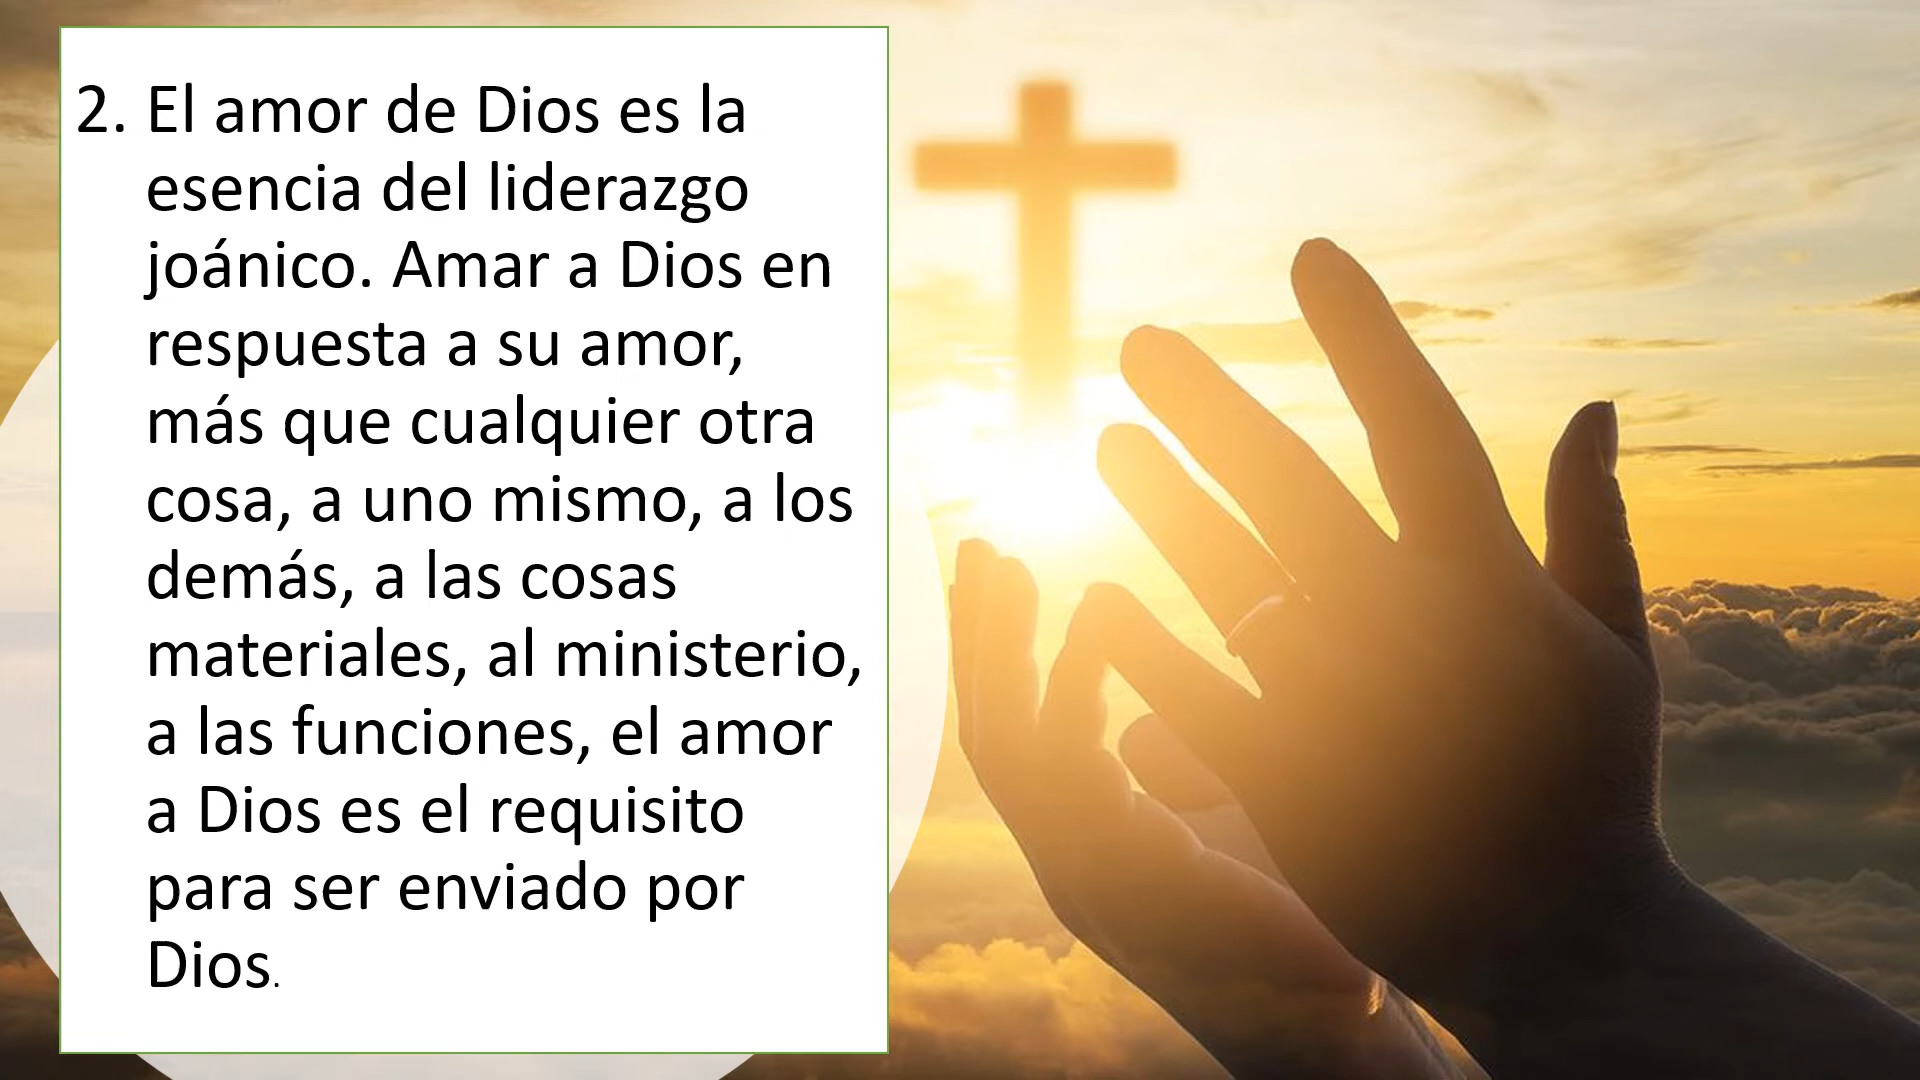 2. El amor de Dios es la
esencia del liderazgo
joánico. Amar a Dios en
respuesta a su amor,
más que cualquier otra
cosa, a uno mismo, a los
demás, a las cosas
materiales, al ministerio,
a las funciones, el amor
a Dios es el requisito
para ser enviado por
Dios.